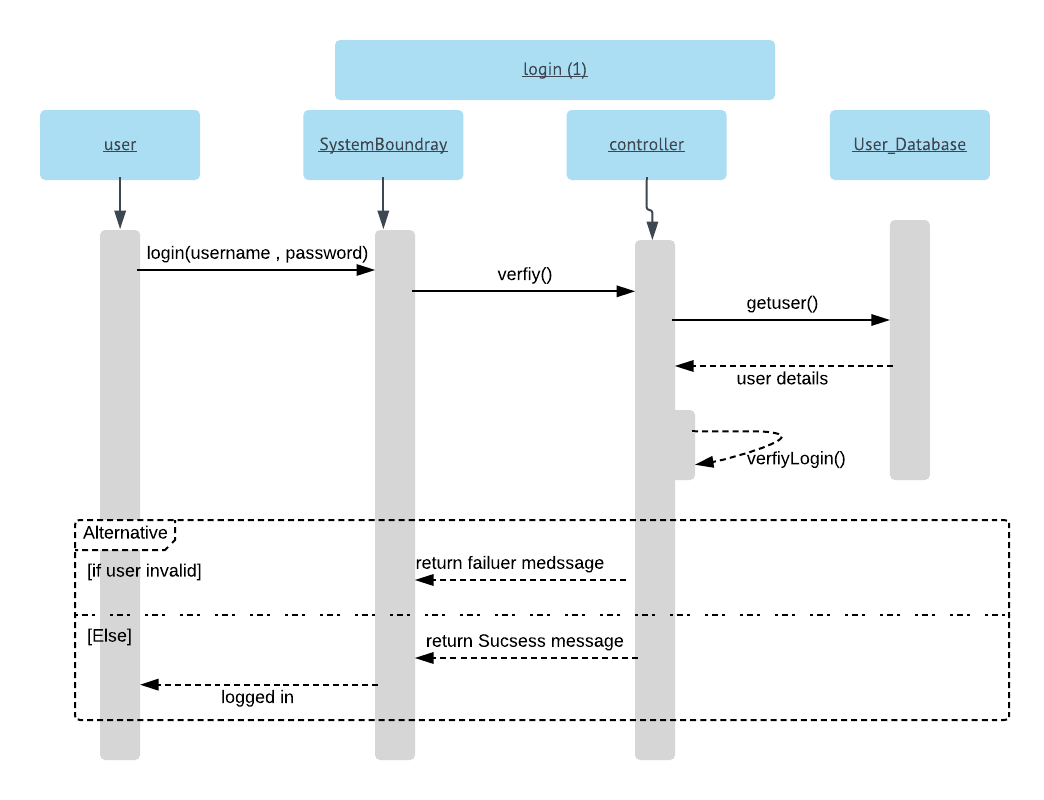 login (1)
user
SystemBoundray
controller
User_Database
login(username , password)
verfiy()
getuser()
user details
verfiyLogin()
Alternative
return failuer medssage
[if user invalid]
[Else]
return Sucsess message
logged in